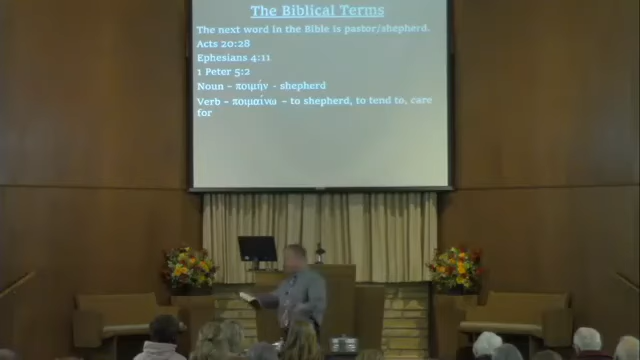 The Biblical Terms
The next word in the Bible is pastor/shepherd.
Acts 20:28
Ephesians 4:11
1 Peter 5:2
Noun – ποιμήν - shepherd
Verb – ποιμαίνω – to shepherd, to tend to, care
for